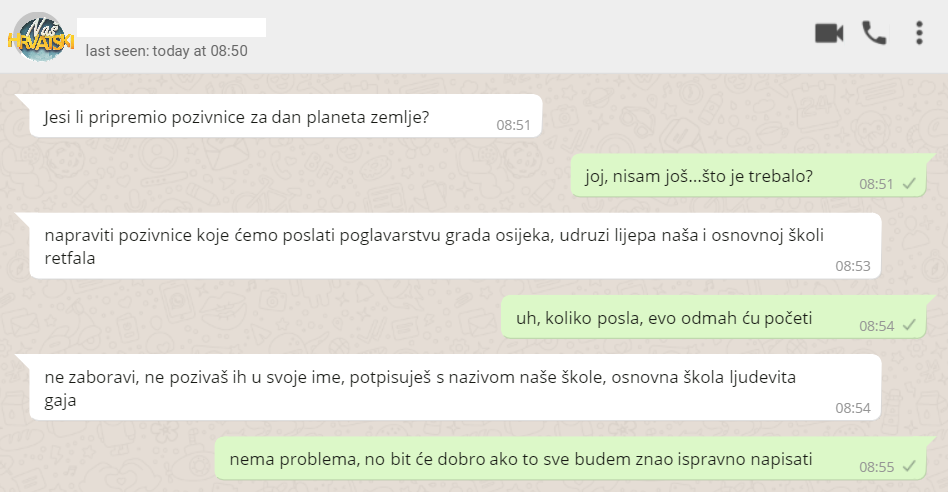 Naš
HRVATSKI
last seen: today at 08:50
Jesi li pripremio pozivnice za dan planeta zemlje?
08:51
joj, nisam još...što je trebalo?
08:51
napraviti pozivnice koje ćemo poslati poglavarstvu grada osijeka, udruzi lijepa naša i osnovnoj školi
retfala
08:53
uh, koliko posla, evo odmah ću početi
08:54
ne zaboravi, ne pozivaš ih u svoje ime, potpisuješ s nazivom naše škole, osnovna škola ljudevita
gaja
08:54
nema problema, no bit će dobro ako to sve budem znao ispravno napisati
08:55